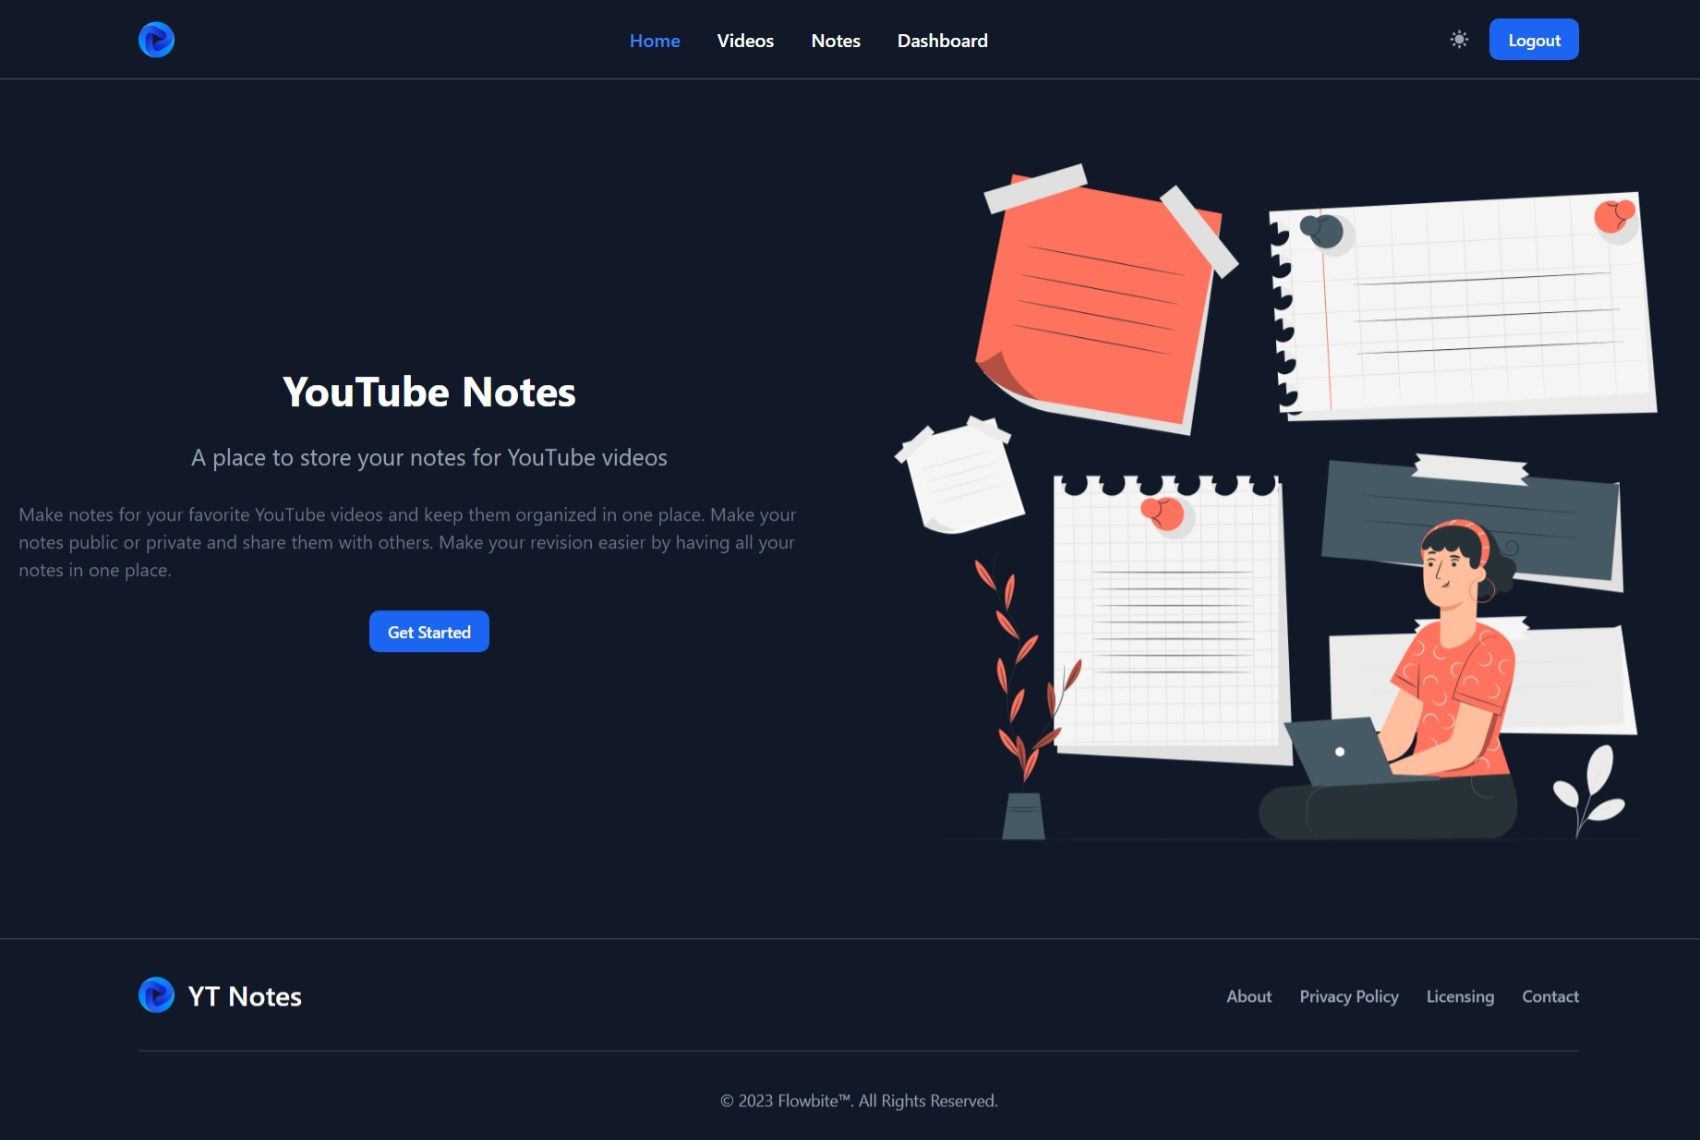 Home Videos Notes Dashboard Logout
YouTube Notes
A place to store your notes for YouTube videos
Make notes for your favorite YouTube videos and keep them organized in one place. Make your
notes public or private and share them with others. Make your revision easier by having all your
notes in one place.
Get Started
YT Notes About Privacy Policy Licensing Contact
© 2023 Flowbite™. All Rights Reserved.